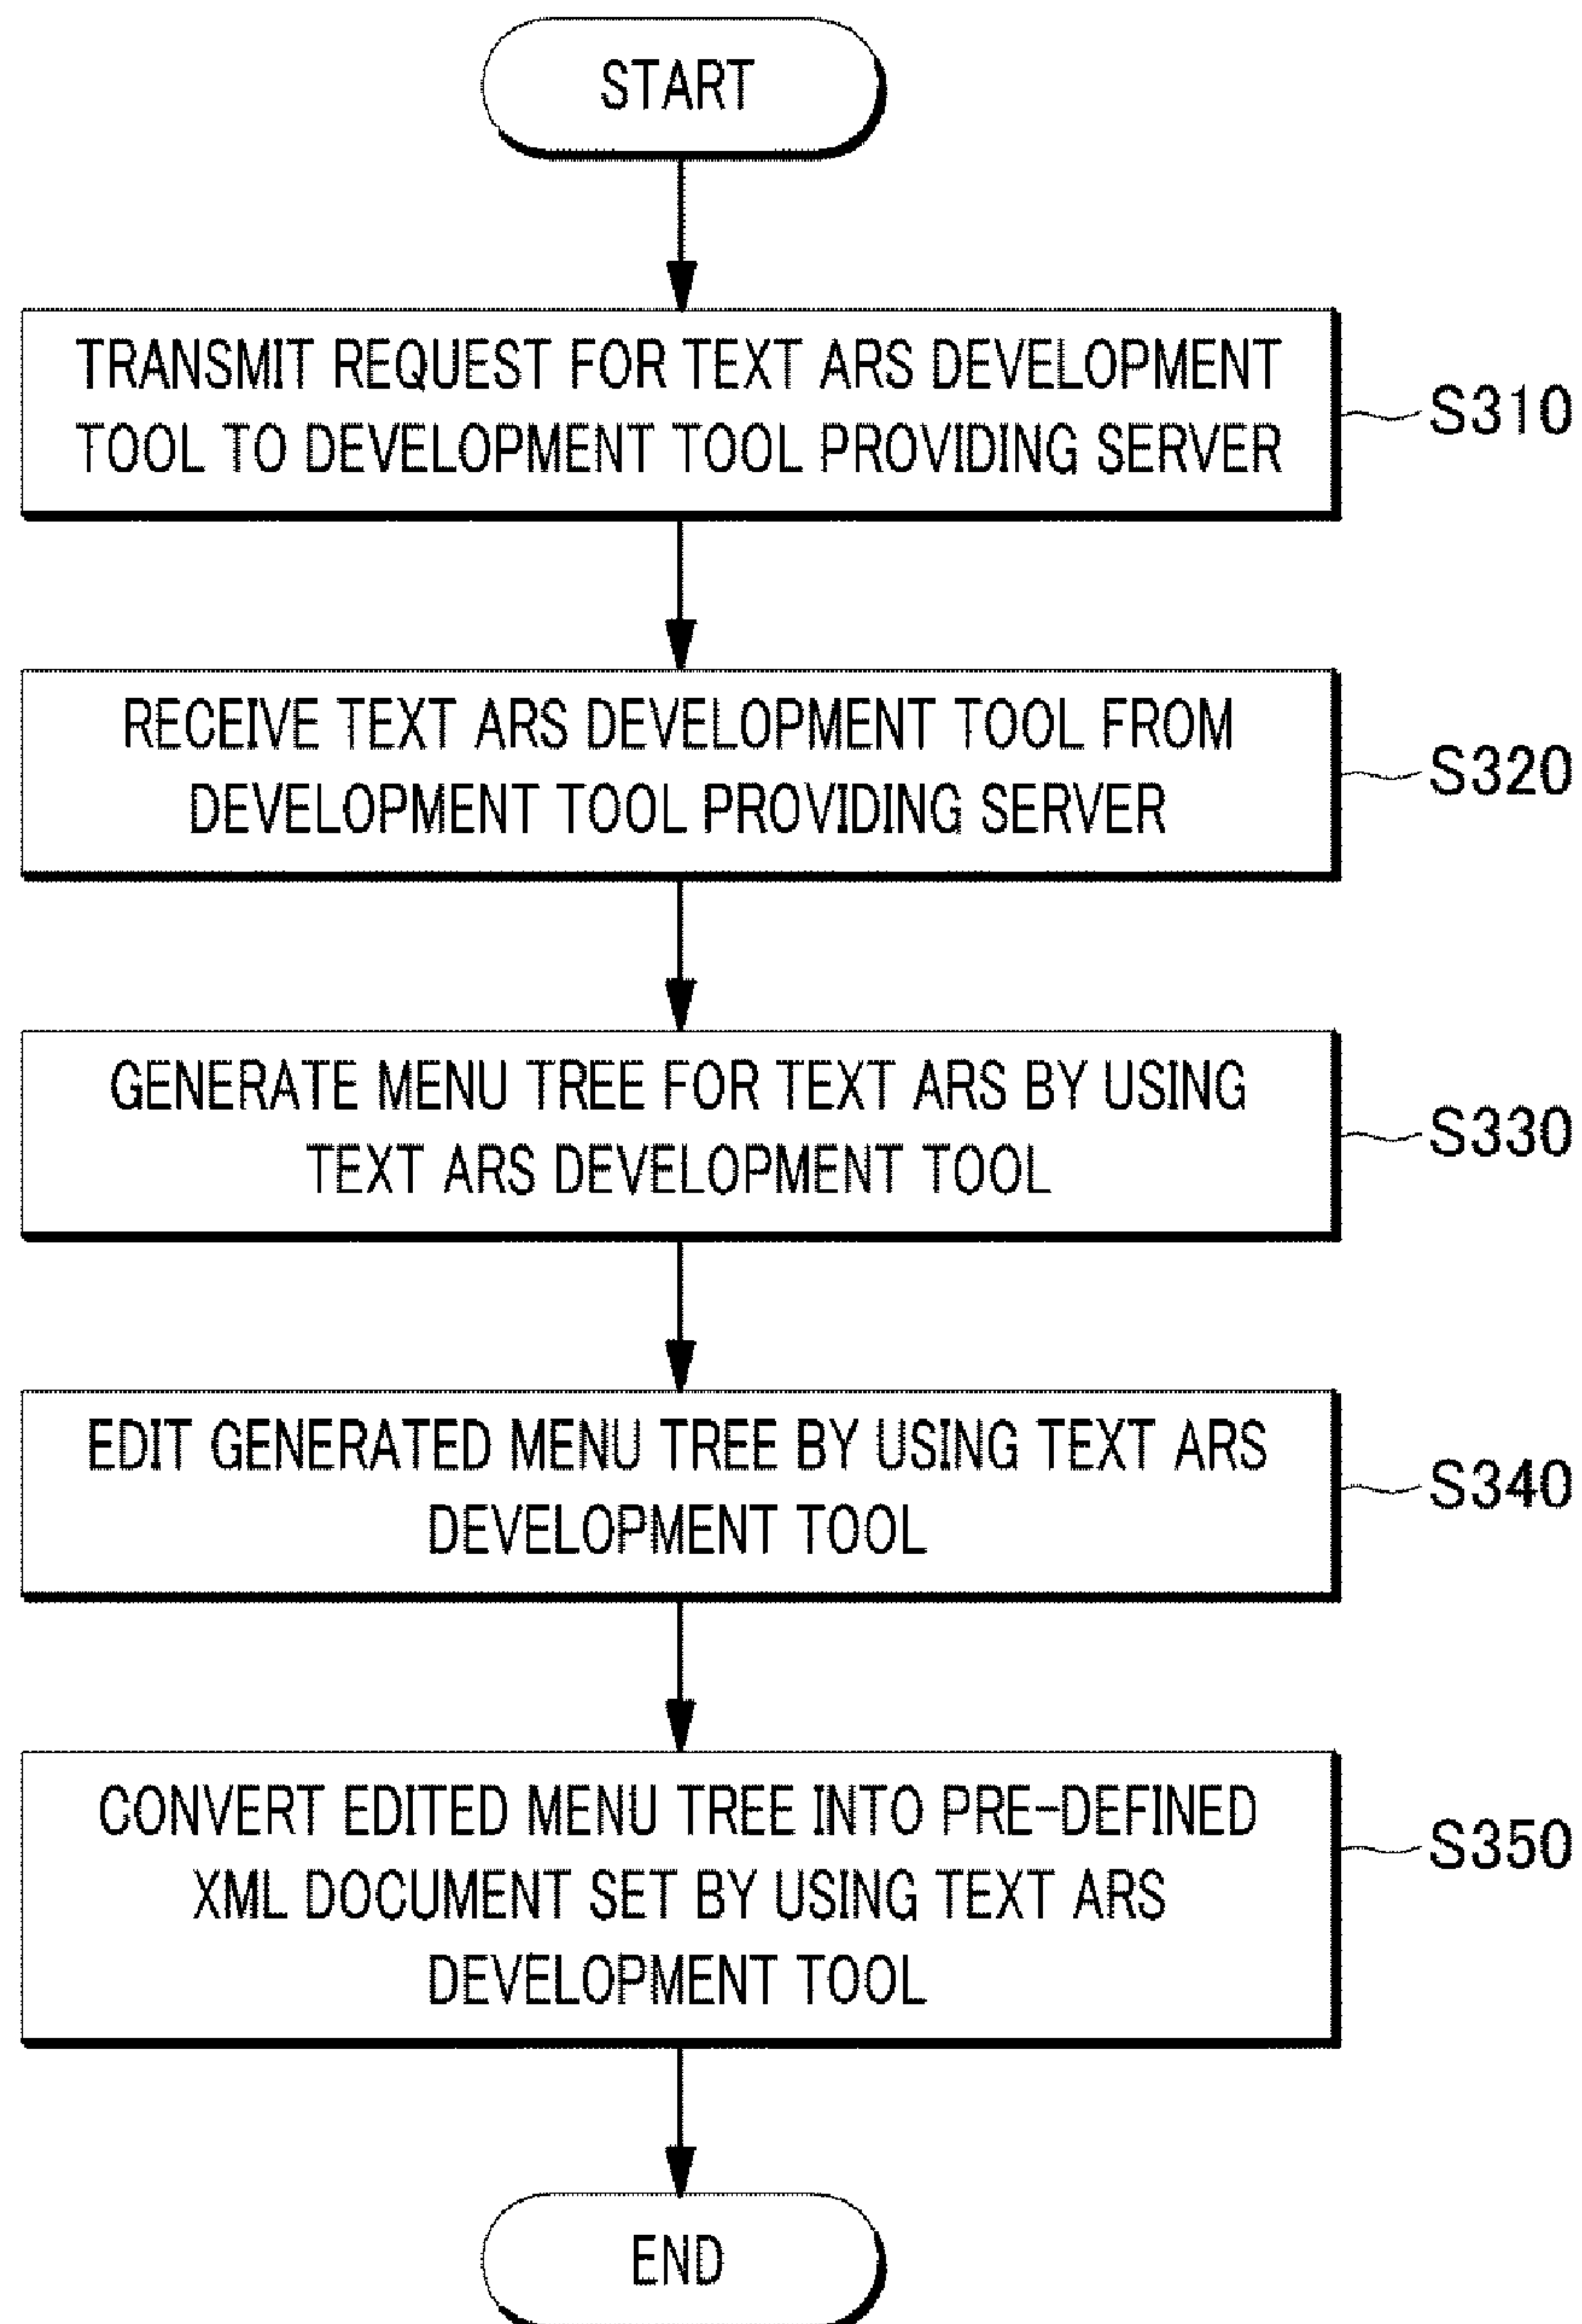 START
TRANSMIT REQUEST FOR TEXT ARS DEVELOPMENT
TOOL TO DEVELOPMENT TOOL PROVIDING SERVER
S310
RECEIVE TEXT ARS DEVELOPMENT TOOL FROM
DEVELOPMENT TOOL PROVIDING SERVER
S320
GENERATE MENU TREE FOR TEXT ARS BY USING
TEXT ARS DEVELOPMENT TOOL
S330
EDIT GENERATED MENU TREE BY USING TEXT ARS
DEVELOPMENT TOOL
S340
CONVERT EDITED MENU TREE INTO PRE-DEFINED
XML DOCUMENT SET BY USING TEXT ARS
DEVELOPMENT TOOL
S350
END